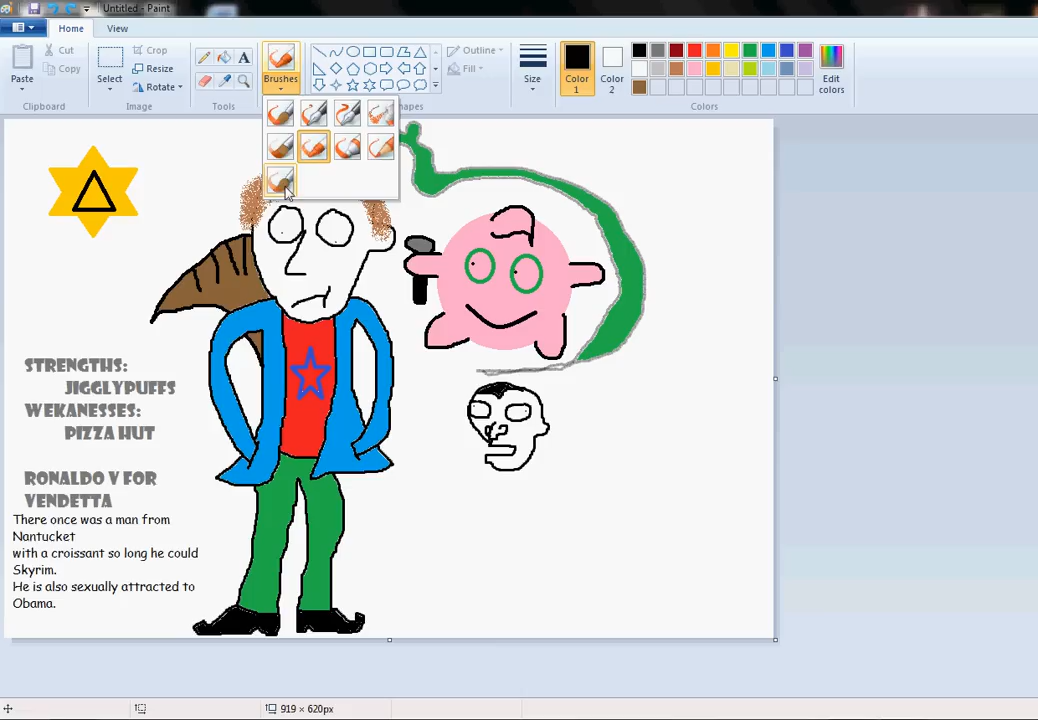 Untitled - Paint
Home View
Cut
Copy
Paste
Clipboard
Select
Crop
Resize
Rotate
Image
Tools
Brushes
Outline
Fill
hapes
Size
Color 1
Color 2
Edit colors
Colors
STRENGTHS:
JIGGLYPUFFS
WEKANESSES:
PIZZA HUT
RONALDO V FOR
VENDETTA
There once was a man from
Nantucket
with a croissant so long he could
Skyrim.
He is also sexually attracted to
Obama.
919 × 620px